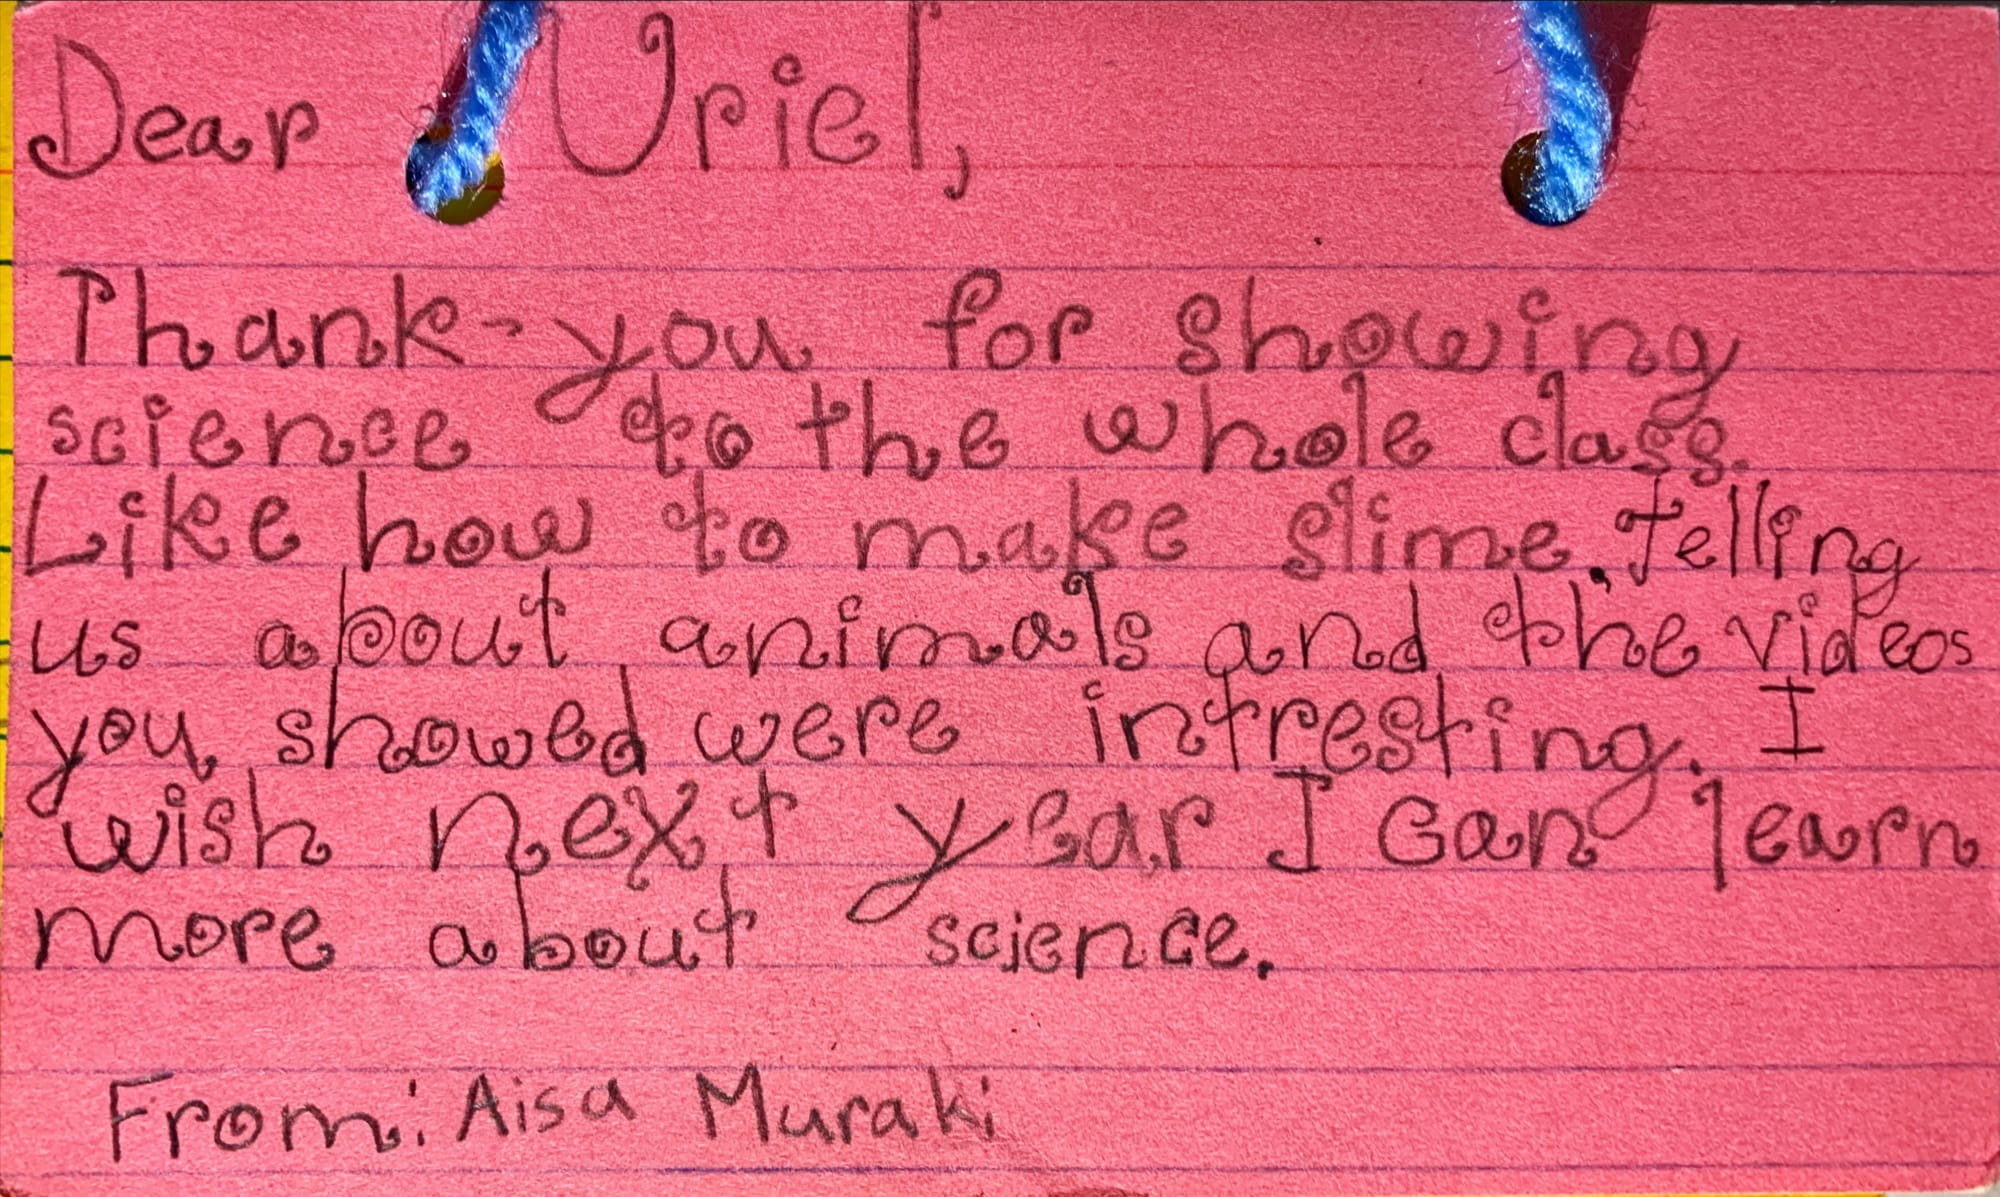 Dear Uriel,
Thank-you for showing
science to the whole class.
Like how to make slime. Telling
us about animals and the videos
you showed were intresting. I
wish next year I can learn
more about science.
From: Aisa Muraki